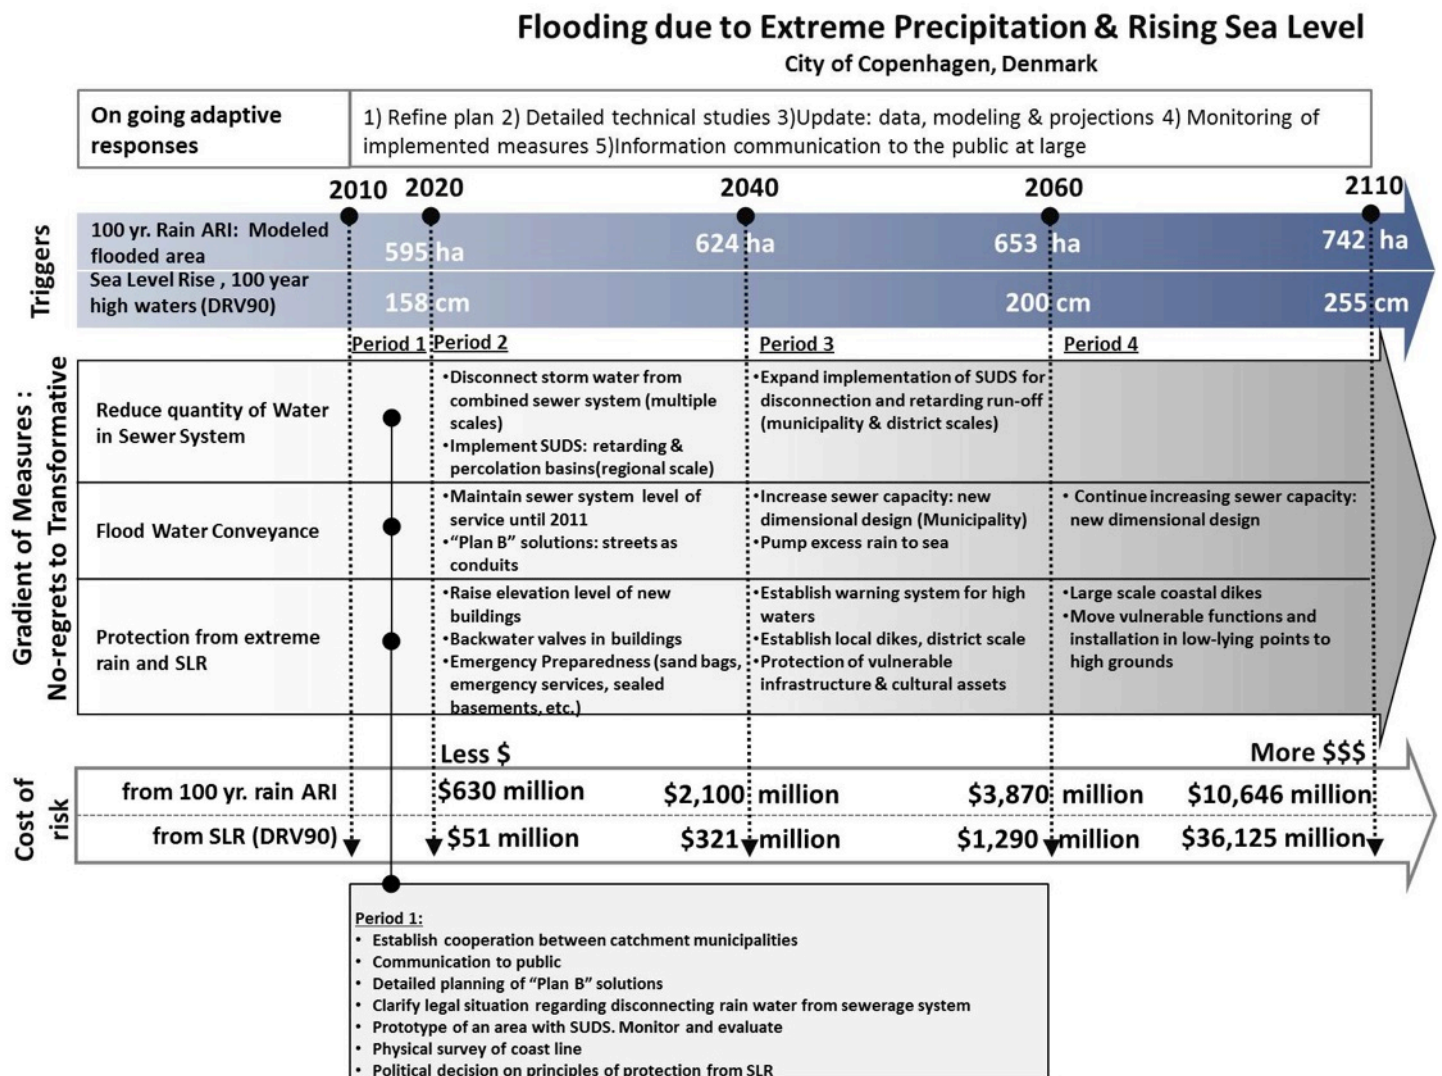 Flooding due to Extreme Precipitation & Rising Sea Level
City of Copenhagen, Denmark
On going adaptive
responses
1) Refine plan 2) Detailed technical studies 3)Update: data, modeling & projections 4) Monitoring of
implemented measures 5)Information communication to the public at large
2010 2020 2040 2060 2110
Triggers
100 yr. Rain ARI: Modeled
flooded area
595 ha 624 ha 653 ha 742 ha
Sea Level Rise , 100 year
high waters (DRV90)
158 cm 200 cm 255 cm
Period 1 Period 2 Period 3 Period 4
Gradient of Measures :
No-regrets to Transformative
Reduce quantity of Water
in Sewer System
•Disconnect storm water from
combined sewer system (multiple
scales)
•Implement SUDS: retarding &
percolation basins(regional scale)
•Expand implementation of SUDS for
disconnection and retarding run-off
(municipality & district scales)
Flood Water Conveyance
•Maintain sewer system level of
service until 2011
•“Plan B” solutions: streets as
conduits
•Increase sewer capacity: new
dimensional design (Municipality)
•Pump excess rain to sea
• Continue increasing sewer capacity:
new dimensional design
Protection from extreme
rain and SLR
•Raise elevation level of new
buildings
•Backwater valves in buildings
•Emergency Preparedness (sand bags,
emergency services, sealed
basements, etc.)
•Establish warning system for high
waters
•Establish local dikes, district scale
•Protection of vulnerable
infrastructure & cultural assets
•Large scale coastal dikes
•Move vulnerable functions and
installation in low-lying points to
high grounds
Less $ More $$$
Cost of
risk
from 100 yr. rain ARI $630 million $2,100 million $3,870 million $10,646 million
from SLR (DRV90) $51 million $321 million $1,290 million $36,125 million
Period 1:
• Establish cooperation between catchment municipalities
• Communication to public
• Detailed planning of “Plan B” solutions
• Clarify legal situation regarding disconnecting rain water from sewerage system
• Prototype of an area with SUDS. Monitor and evaluate
• Physical survey of coast line
• Political decision on principles of protection from SLR